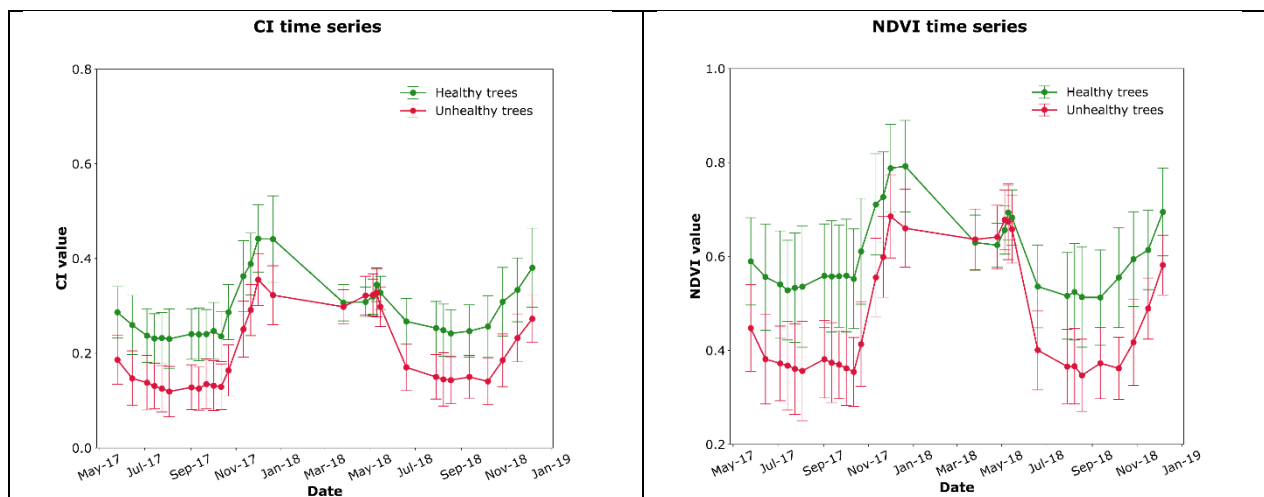 CI time series
0.8
0.6
0.4
0.2
0.0
CI value
Healthy trees
Unhealthy trees
May-17
Jul-17
Sep-17
Nov-17
Jan-18
Mar-18
May-18
Jul-18
Sep-18
Nov-18
Jan-19
Date
NDVI time series
1.0
0.8
0.6
0.4
0.2
NDVI value
Healthy trees
Unhealthy trees
May-17
Jul-17
Sep-17
Nov-17
Jan-18
Mar-18
May-18
Jul-18
Sep-18
Nov-18
Jan-19
Date